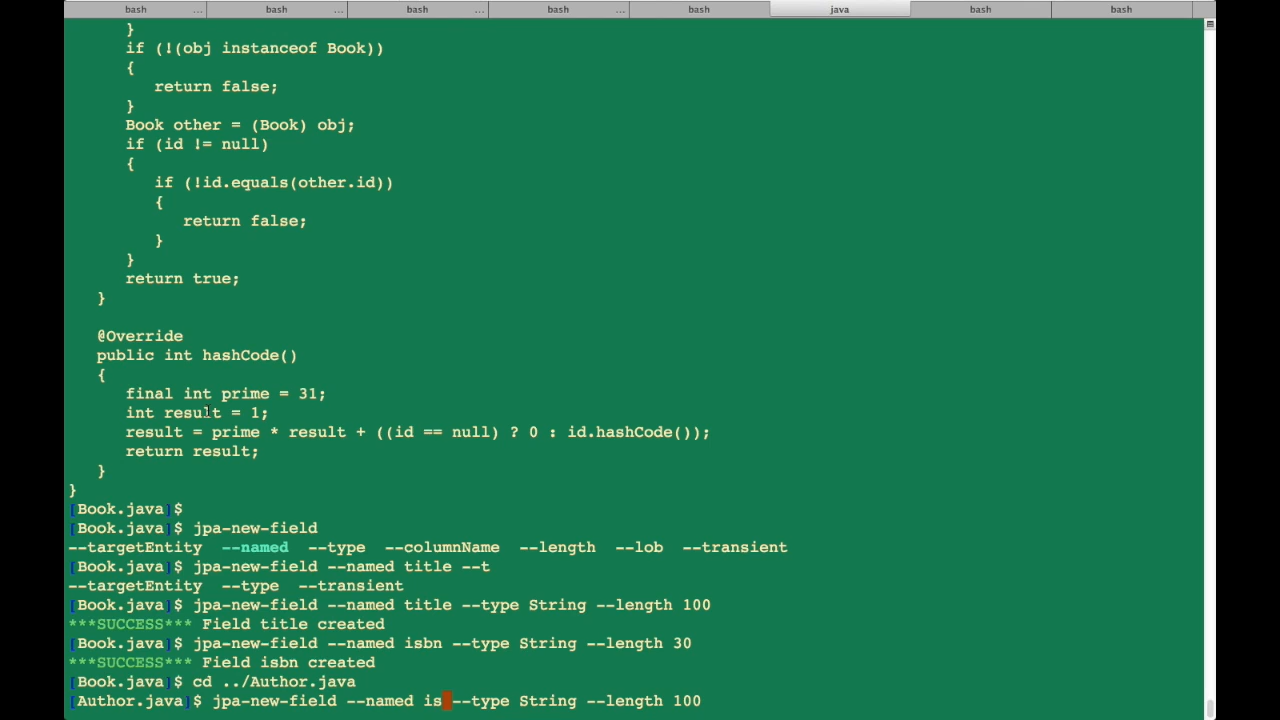 bash ... bash ... bash ... bash ... bash java bash bash
}
if (!(obj instanceof Book))
{
return false;
}
Book other = (Book) obj;
if (id != null)
{
if (!id.equals(other.id))
{
return false;
}
}
return true;
}
@Override
public int hashCode()
{
final int prime = 31;
int result = 1;
result = prime * result + ((id == null) ? 0 : id.hashCode());
return result;
}
}
[Book.java]$
[Book.java]$ jpa-new-field
--targetEntity --named --type --columnName --length --lob --transient
[Book.java]$ jpa-new-field --named title --t
--targetEntity --type --transient
[Book.java]$ jpa-new-field --named title --type String --length 100
***SUCCESS*** Field title created
[Book.java]$ jpa-new-field --named isbn --type String --length 30
***SUCCESS*** Field isbn created
[Book.java]$ cd ../Author.java
[Author.java]$ jpa-new-field --named is --type String --length 100